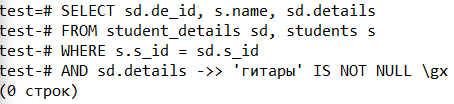 test=# SELECT sd.de_id, s.name, sd.details
test-# FROM student_details sd, students s
test-# WHERE s.s_id = sd.s_id
test-# AND sd.details ->> 'гитары' IS NOT NULL \gx
(0 строк)